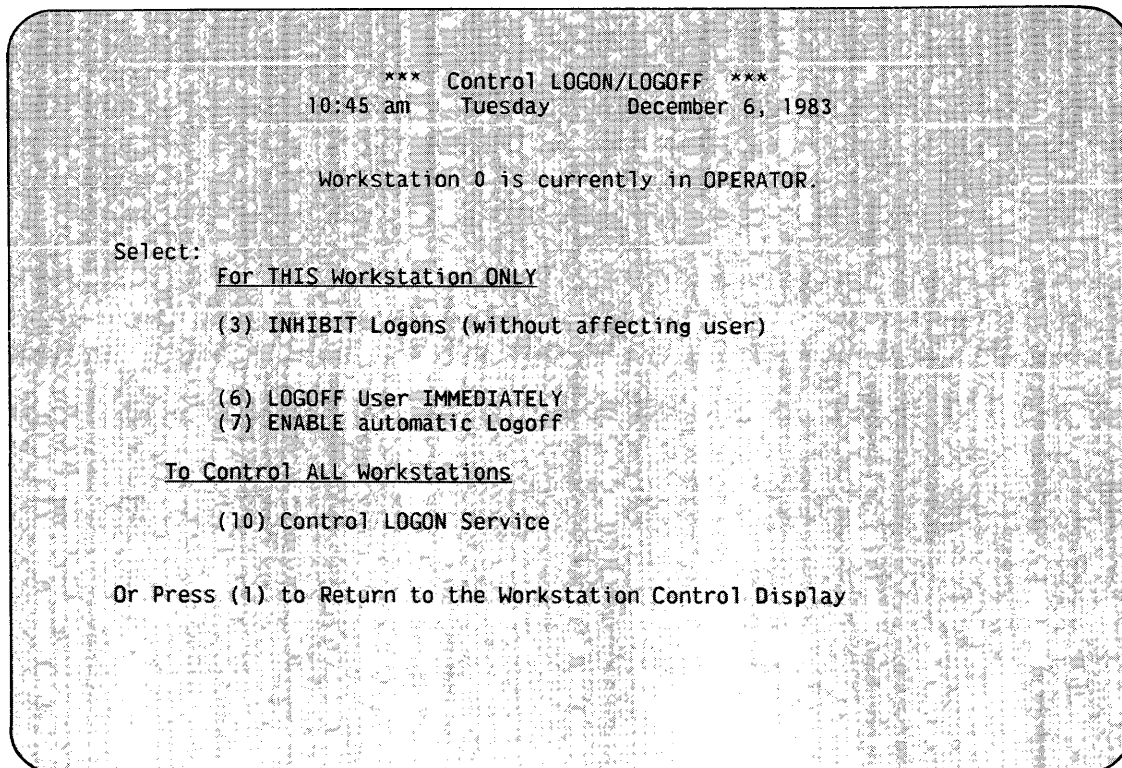 *** Control LOGON/LOGOFF ***
10:45 am Tuesday December 6, 1983
Workstation 0 is currently in OPERATOR.
Select:
For THIS Workstation ONLY
(3) INHIBIT Logons (without affecting user)
(6) LOGOFF User IMMEDIATELY
(7) ENABLE automatic Logoff
To Control ALL Workstations
(10) Control LOGON Service
Or Press (1) to Return to the Workstation Control Display